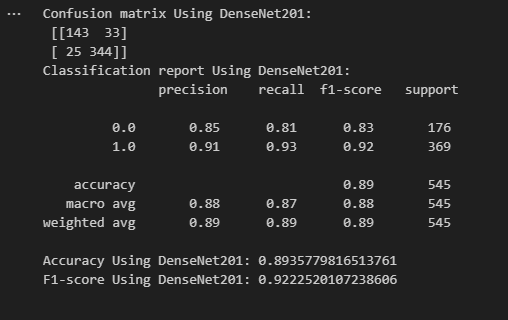 ... Confusion matrix Using DenseNet201:
[[143 33]
[ 25 344]]
Classification report Using DenseNet201:
precision recall f1-score support
0.0 0.85 0.81 0.83 176
1.0 0.91 0.93 0.92 369
accuracy 0.89 545
macro avg 0.88 0.87 0.88 545
weighted avg 0.89 0.89 0.89 545
Accuracy Using DenseNet201: 0.8935779816513761
F1-score Using DenseNet201: 0.9222520107238606